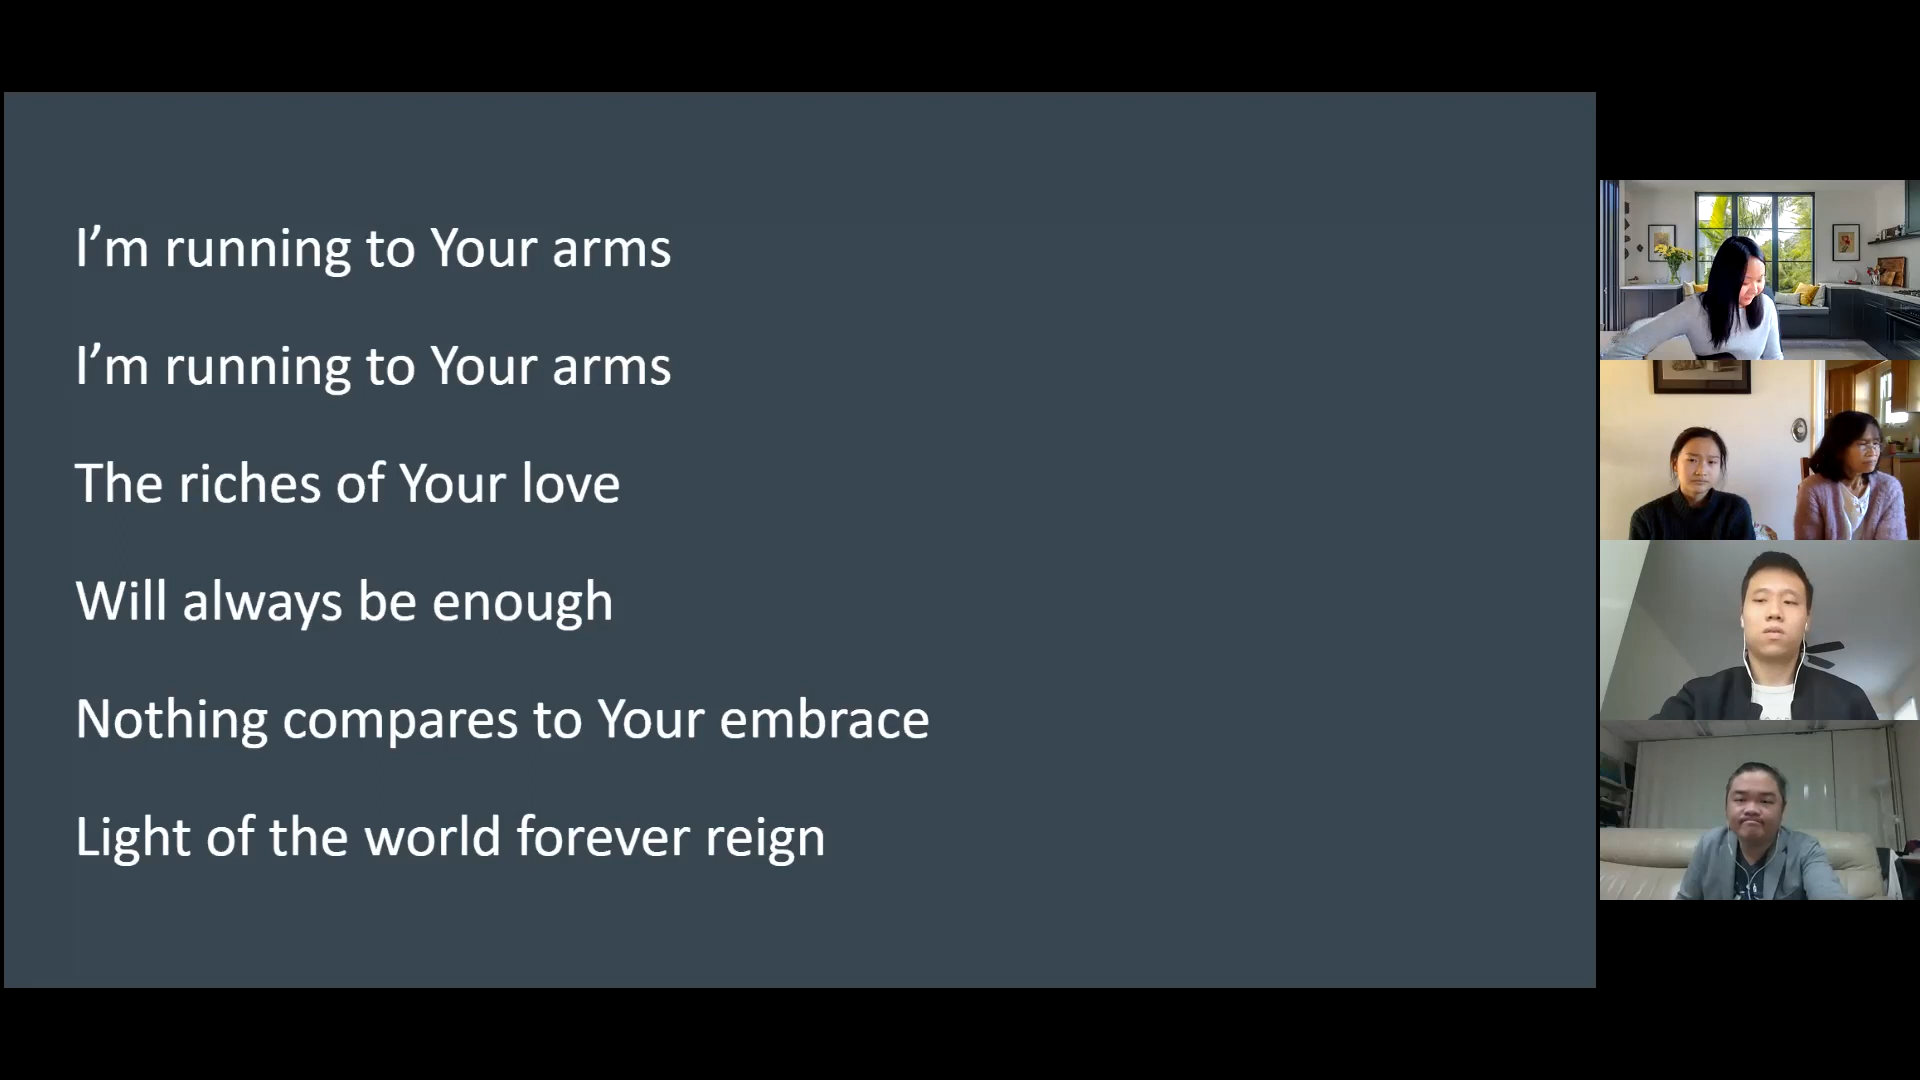 I’m running to Your arms
I’m running to Your arms
The riches of Your love
Will always be enough
Nothing compares to Your embrace
Light of the world forever reign